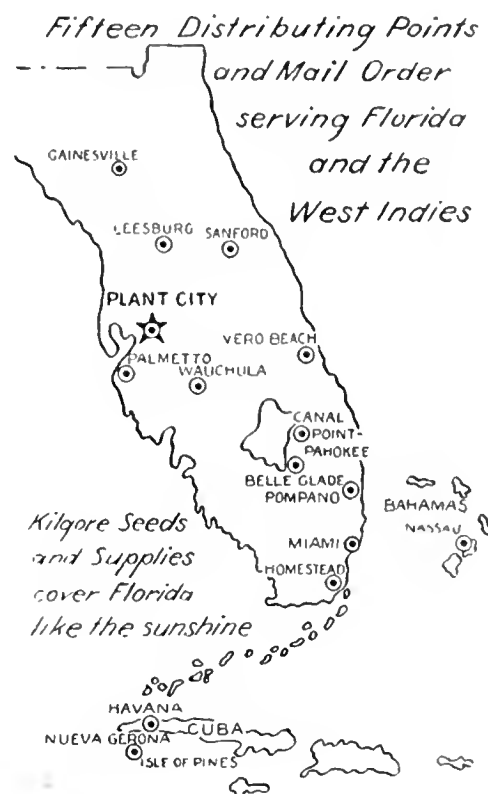 Fifteen Distributing Points
and Mail Order
serving Florida
and the
West Indies
GAINESVILLE
LEESBURG SANFORD
PLANT CITY
VERO BEACH
PALMETTO
WAUCHULA
CANAL
POINT-
PAHOKEE
BELLE GLADE
POMPANO
BAHAMAS
NASSAU
Kilgore Seeds
and Supplies
cover Florida
like the sunshine
MIAMI
HOMESTEAD
HAVANA
CUBA
NUEVA GERONA
ISLE OF PINES